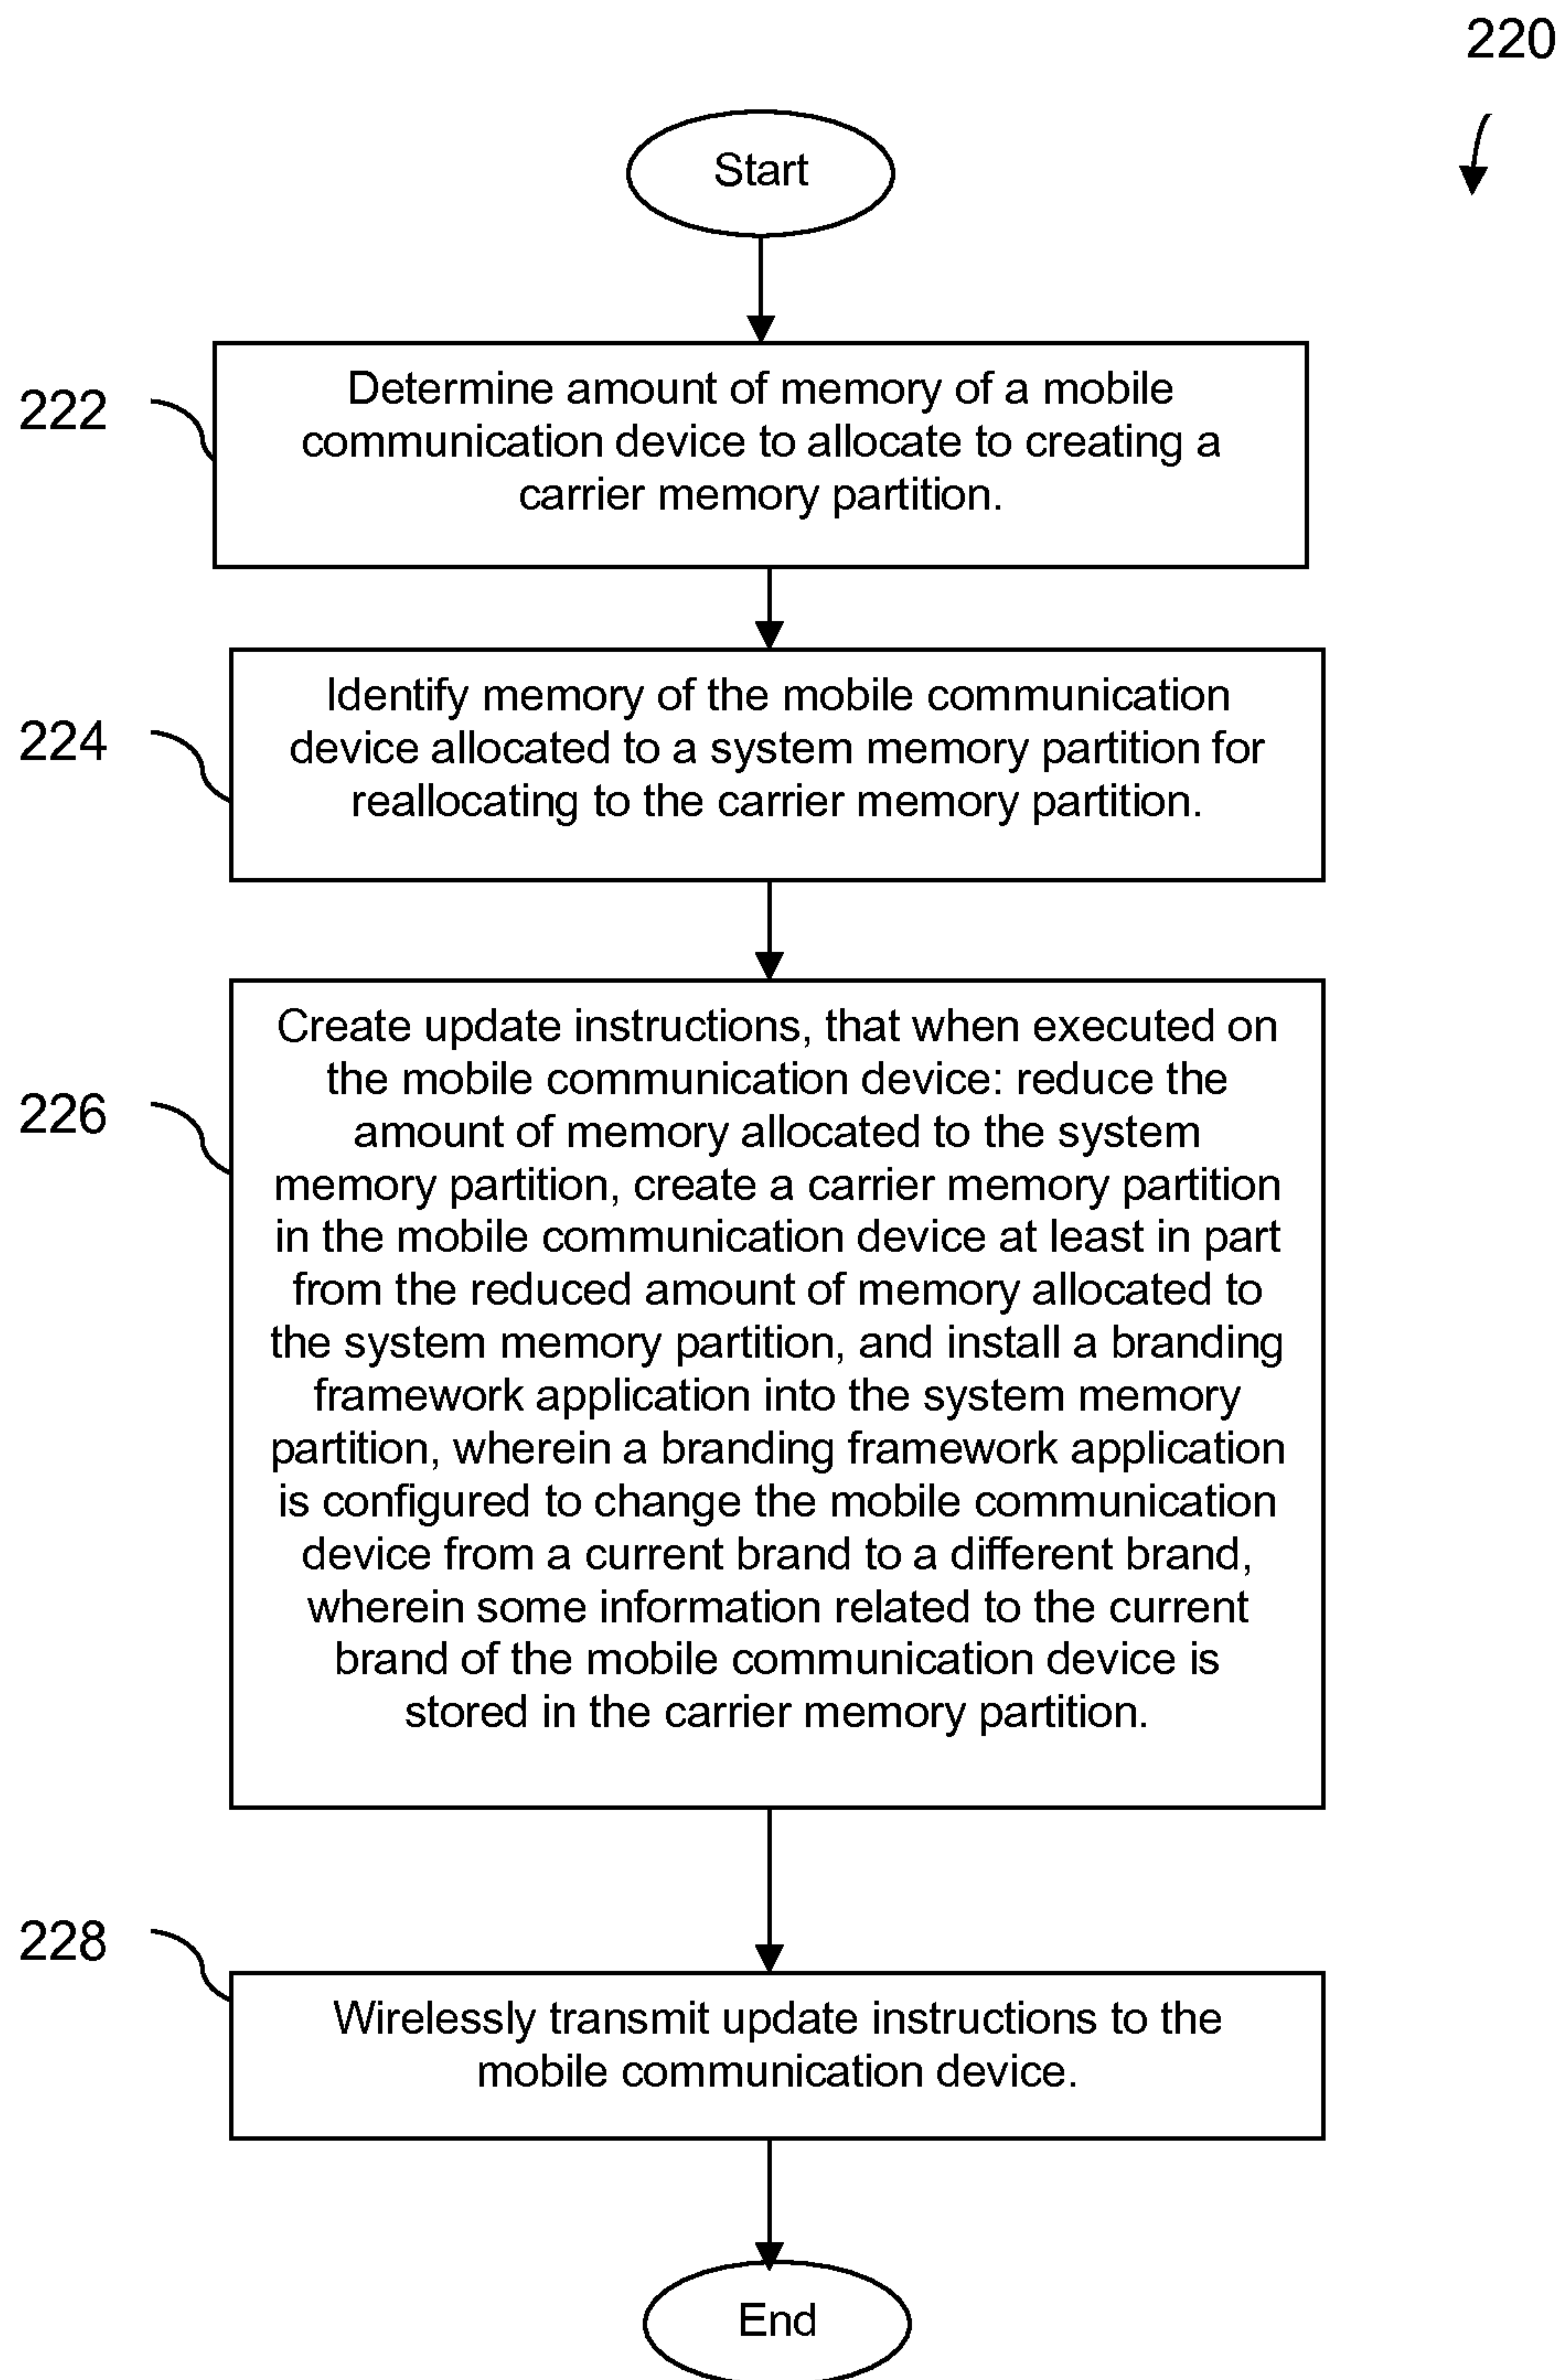 220
Start
222
Determine amount of memory of a mobile
communication device to allocate to creating a
carrier memory partition.
224
Identify memory of the mobile communication
device allocated to a system memory partition for
reallocating to the carrier memory partition.
226
Create update instructions, that when executed on
the mobile communication device: reduce the
amount of memory allocated to the system
memory partition, create a carrier memory partition
in the mobile communication device at least in part
from the reduced amount of memory allocated to
the system memory partition, and install a branding
framework application into the system memory
partition, wherein a branding framework application
is configured to change the mobile communication
device from a current brand to a different brand,
wherein some information related to the current
brand of the mobile communication device is
stored in the carrier memory partition.
228
Wirelessly transmit update instructions to the
mobile communication device.
End